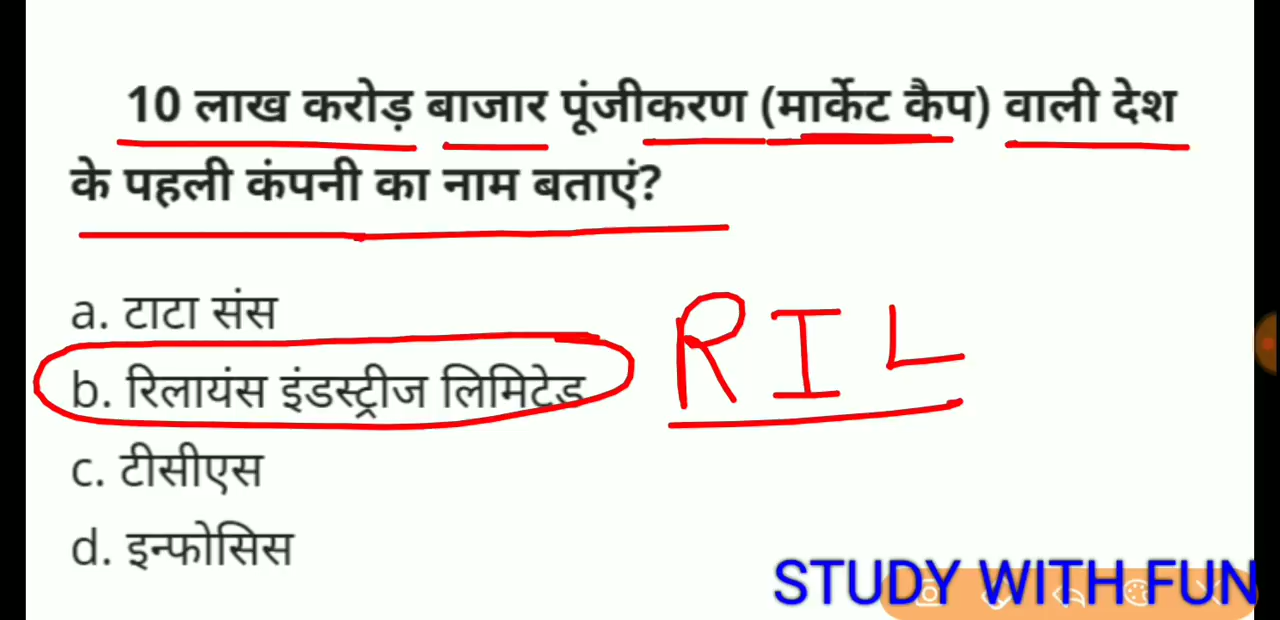 10 लाख करोड़ बाजार पूंजीकरण (मार्केट कैप) वाली देश
के पहली कंपनी का नाम बताएं?
a. टाटा संस
b. रिलायंस इंडस्ट्रीज लिमिटेड
RIL
c. टीसीएस
d. इन्फोसिस
STUDY WITH FUN